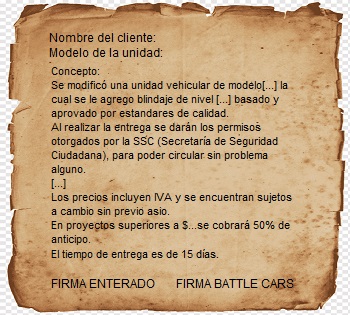 Nombre del cliente:
Modelo de la unidad:
Concepto:
Se modificó una unidad vehicular de modelo[...] la
cual se le agrego blindaje de nivel [...] basado y
aprovado por estandares de calidad.
Al realizar la entrega se darán los permisos
otorgados por la SSC (Secretaría de Seguridad
Ciudadana), para poder circular sin problema
alguno.
[...]
Los precios incluyen IVA y se encuentran sujetos
a cambio sin previo asio.
En proyectos superiores a $...se cobrará 50% de
anticipo.
El tiempo de entrega es de 15 días.
FIRMA ENTERADO FIRMA BATTLE CARS